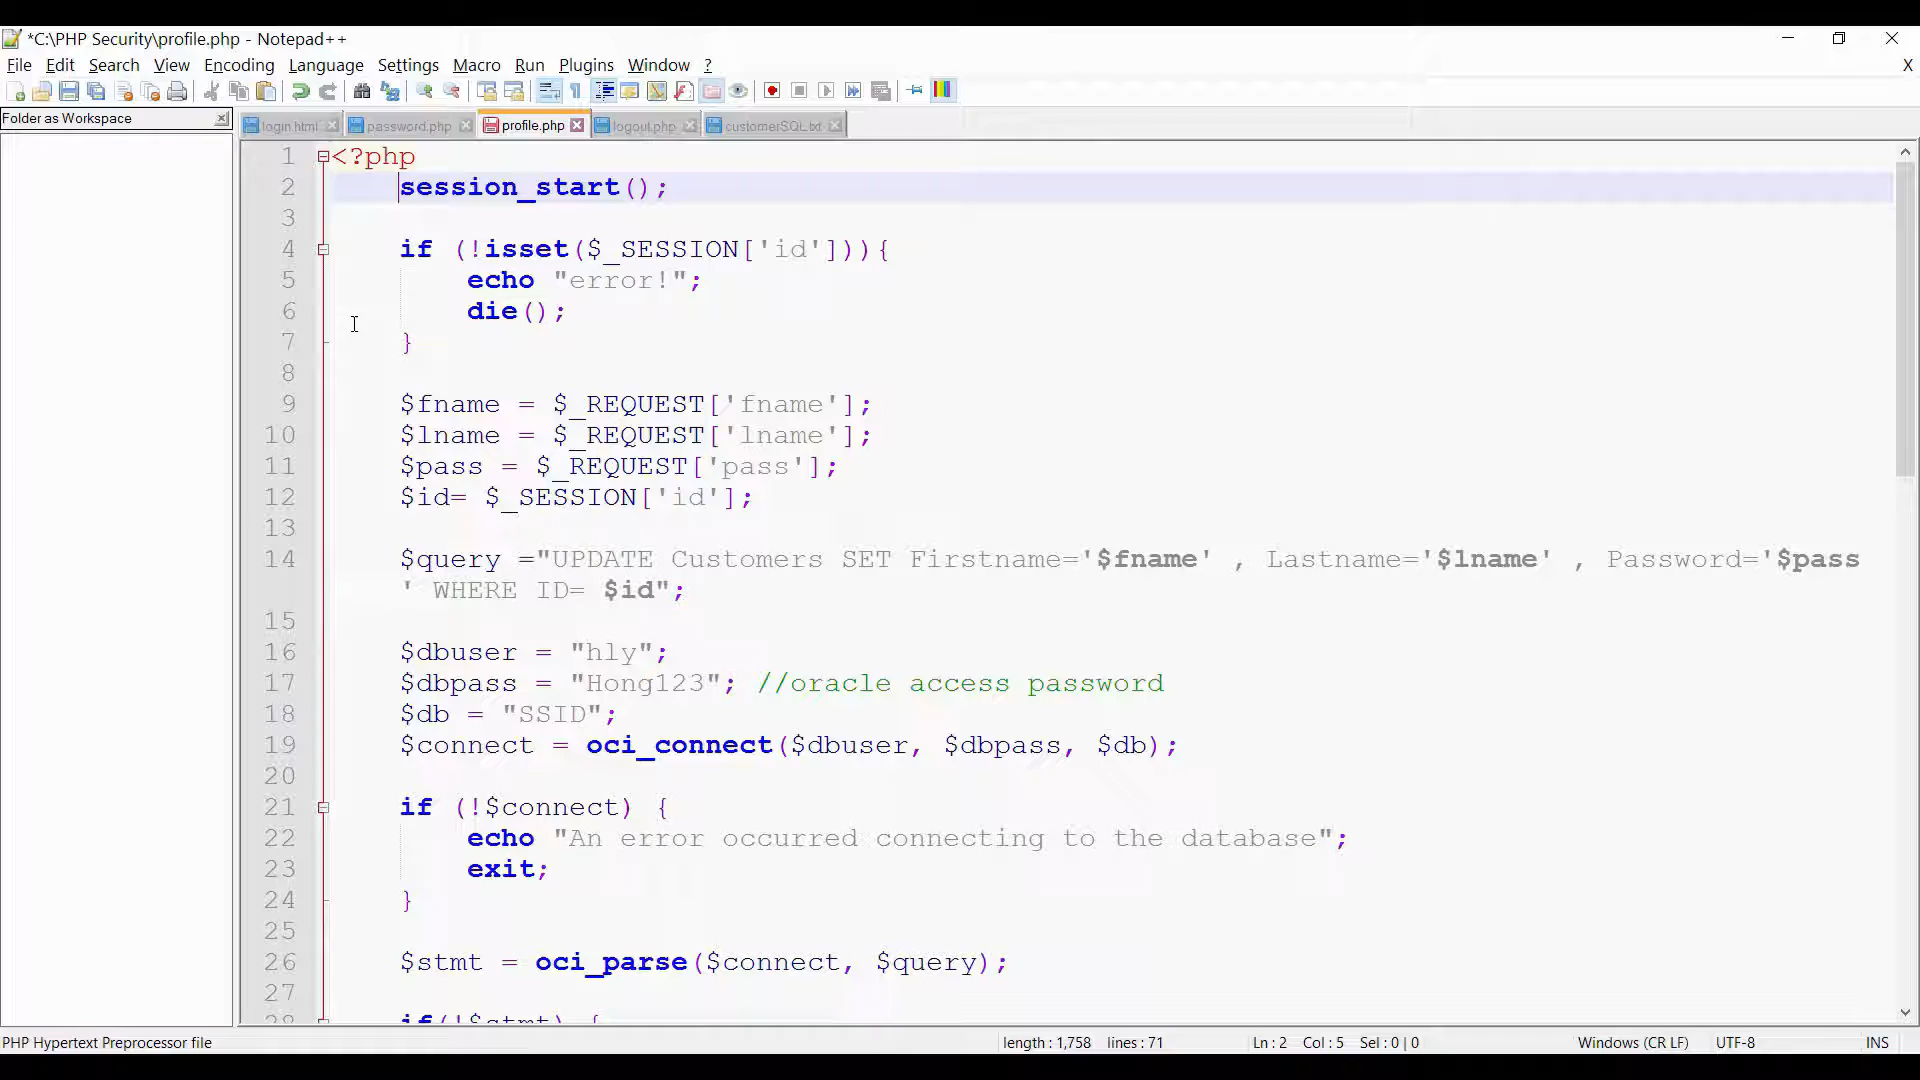 *C:\PHP Security\profile.php - Notepad++
File Edit Search View Encoding Language Settings Macro Run Plugins Window ? X
Folder as Workspace
login.html password.php profile.php logout.php customerSQL.txt
1 <?php
2 session_start();
3
4 if (!isset($_SESSION['id'])){
5 echo "error!";
6 die();
7 }
8
9 $fname = $_REQUEST['fname'];
10 $lname = $_REQUEST['lname'];
11 $pass = $_REQUEST['pass'];
12 $id= $_SESSION['id'];
13
14 $query ="UPDATE Customers SET Firstname='$fname' , Lastname='$lname' , Password='$pass
' WHERE ID= $id";
15
16 $dbuser = "hly";
17 $dbpass = "Hong123"; //oracle access password
18 $db = "SSID";
19 $connect = oci_connect($dbuser, $dbpass, $db);
20
21 if (!$connect) {
22 echo "An error occurred connecting to the database";
23 exit;
24 }
25
26 $stmt = oci_parse($connect, $query);
27
28 if(!$stmt) {
PHP Hypertext Preprocessor file length : 1,758 lines : 71 Ln : 2 Col : 5 Sel : 0 | 0 Windows (CR LF) UTF-8 INS